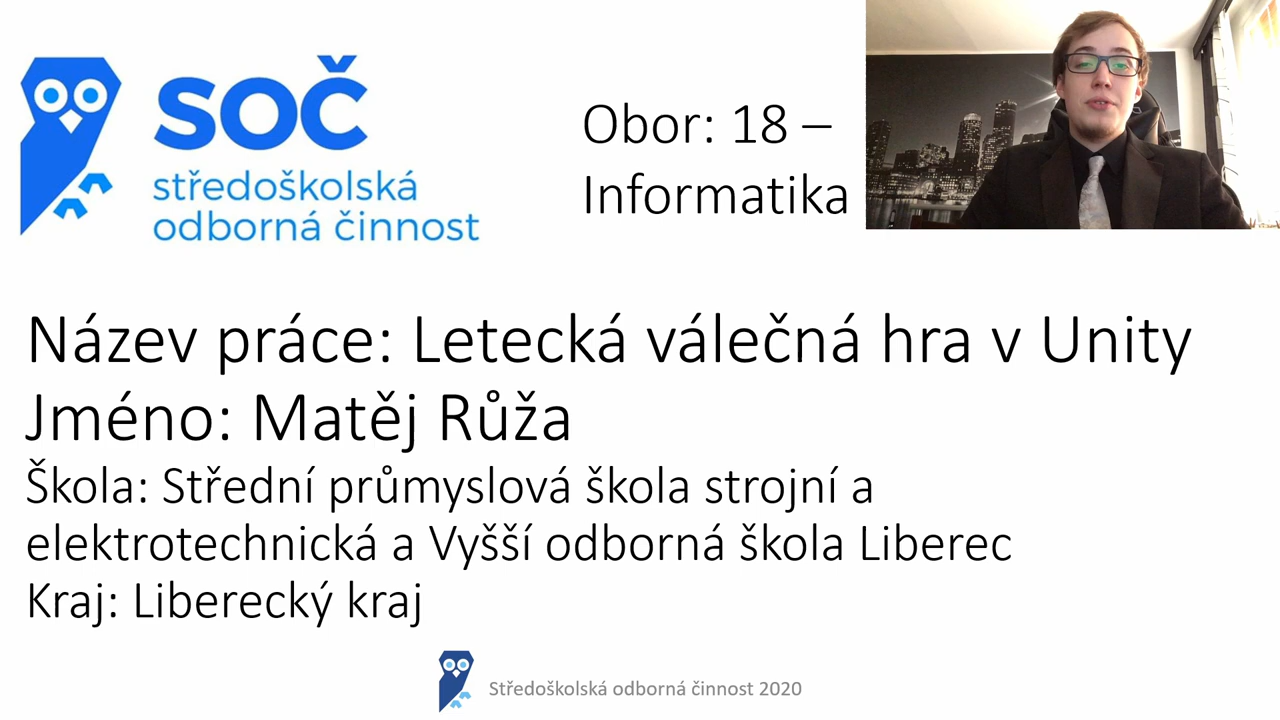 SOČ
středoškolská
odborná činnost
Obor: 18 –
Informatika
Název práce: Letecká válečná hra v Unity
Jméno: Matěj Růža
Škola: Střední průmyslová škola strojní a
elektrotechnická a Vyšší odborná škola Liberec
Kraj: Liberecký kraj
Středoškolská odborná činnost 2020